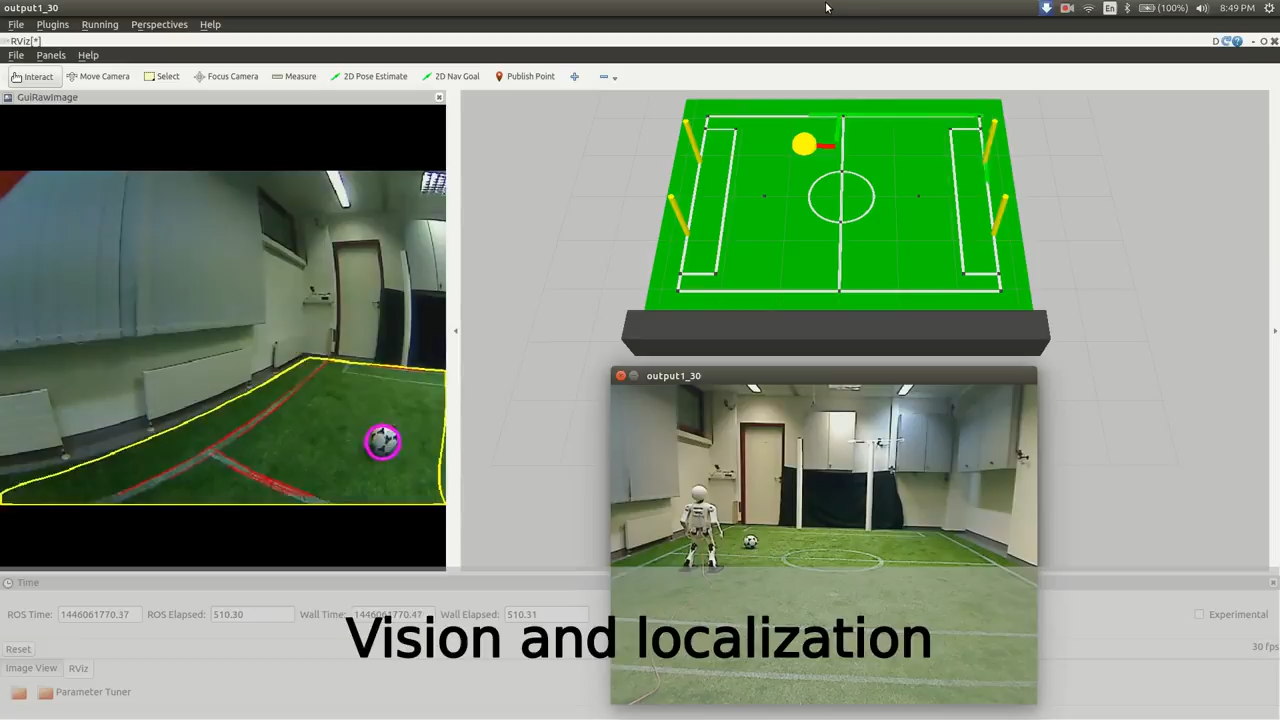 output1_30
En
(100%)
8:49 PM
File Plugins Running Perspectives Help
RViz[*]
D
O
File Panels Help
Interact Move Camera Select Focus Camera Measure 2D Pose Estimate 2D Nav Goal Publish Point
GuiRawImage
output1_30
Time
ROS Time: 1446061770.37 ROS Elapsed: 510.30 Wall Time: 1446061770.47 Wall Elapsed: 510.31 Experimental
Vision and localization
Reset 30 fps
Image View RViz
Parameter Tuner